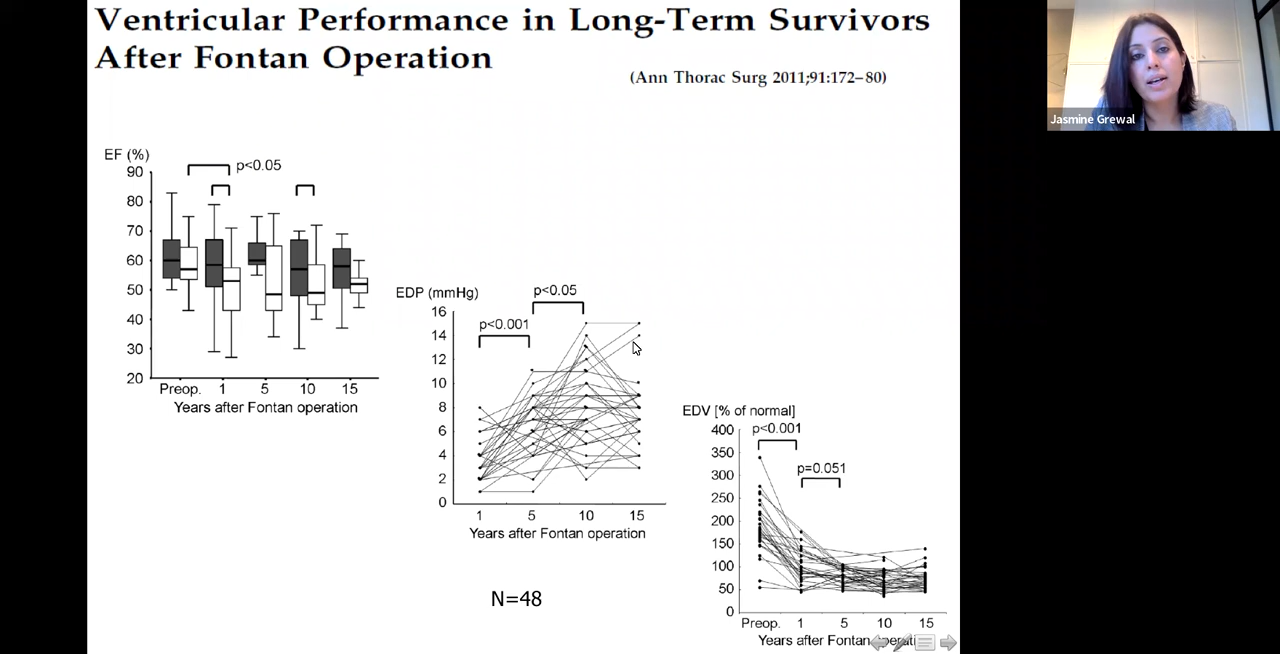 Ventricular Performance in Long-Term Survivors
After Fontan Operation
(Ann Thorac Surg 2011;91:172–80)
Jasmine Grewal
EF (%)
p<0.05
90
80
70
60
50
40
30
20
Preop. 1 5 10 15
Years after Fontan operation
EDP (mmHg)
p<0.05
p<0.001
16
14
12
10
8
6
4
2
0
1 5 10 15
Years after Fontan operation
N=48
EDV [% of normal]
p<0.001
p=0.051
400
350
300
250
200
150
100
50
0
Preop. 1 5 10 15
Years after Fontan